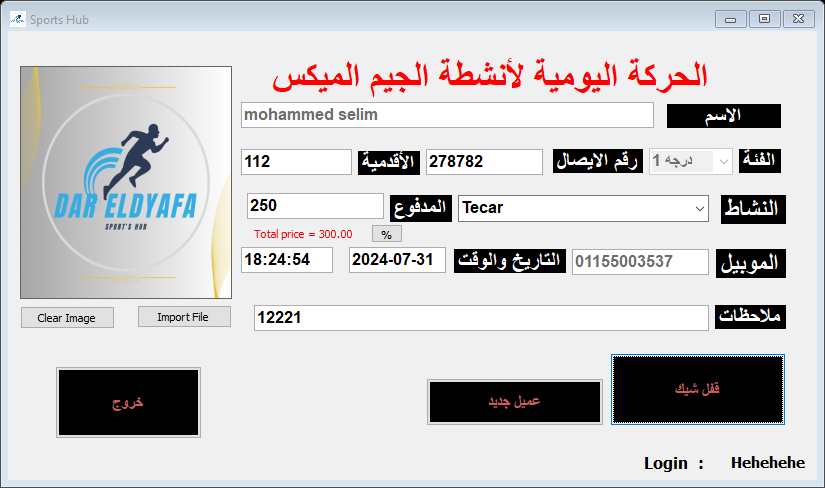 Sports Hub
الحركة اليومية لأنشطة الجيم الميكس
الاسم mohammed selim
الفئة درجه 1 رقم الايصال 278782 الأقدمية 112
النشاط Tecar المدفوع 250
Total price = 300.00 %
الموبيل 01155003537 التاريخ والوقت 2024-07-31 18:24:54
ملاحظات 12221
DAR ELDYAFA
SPORT'S HUB
Clear Image Import File
قفل شيك عميل جديد خروج
Login : Hehehehe